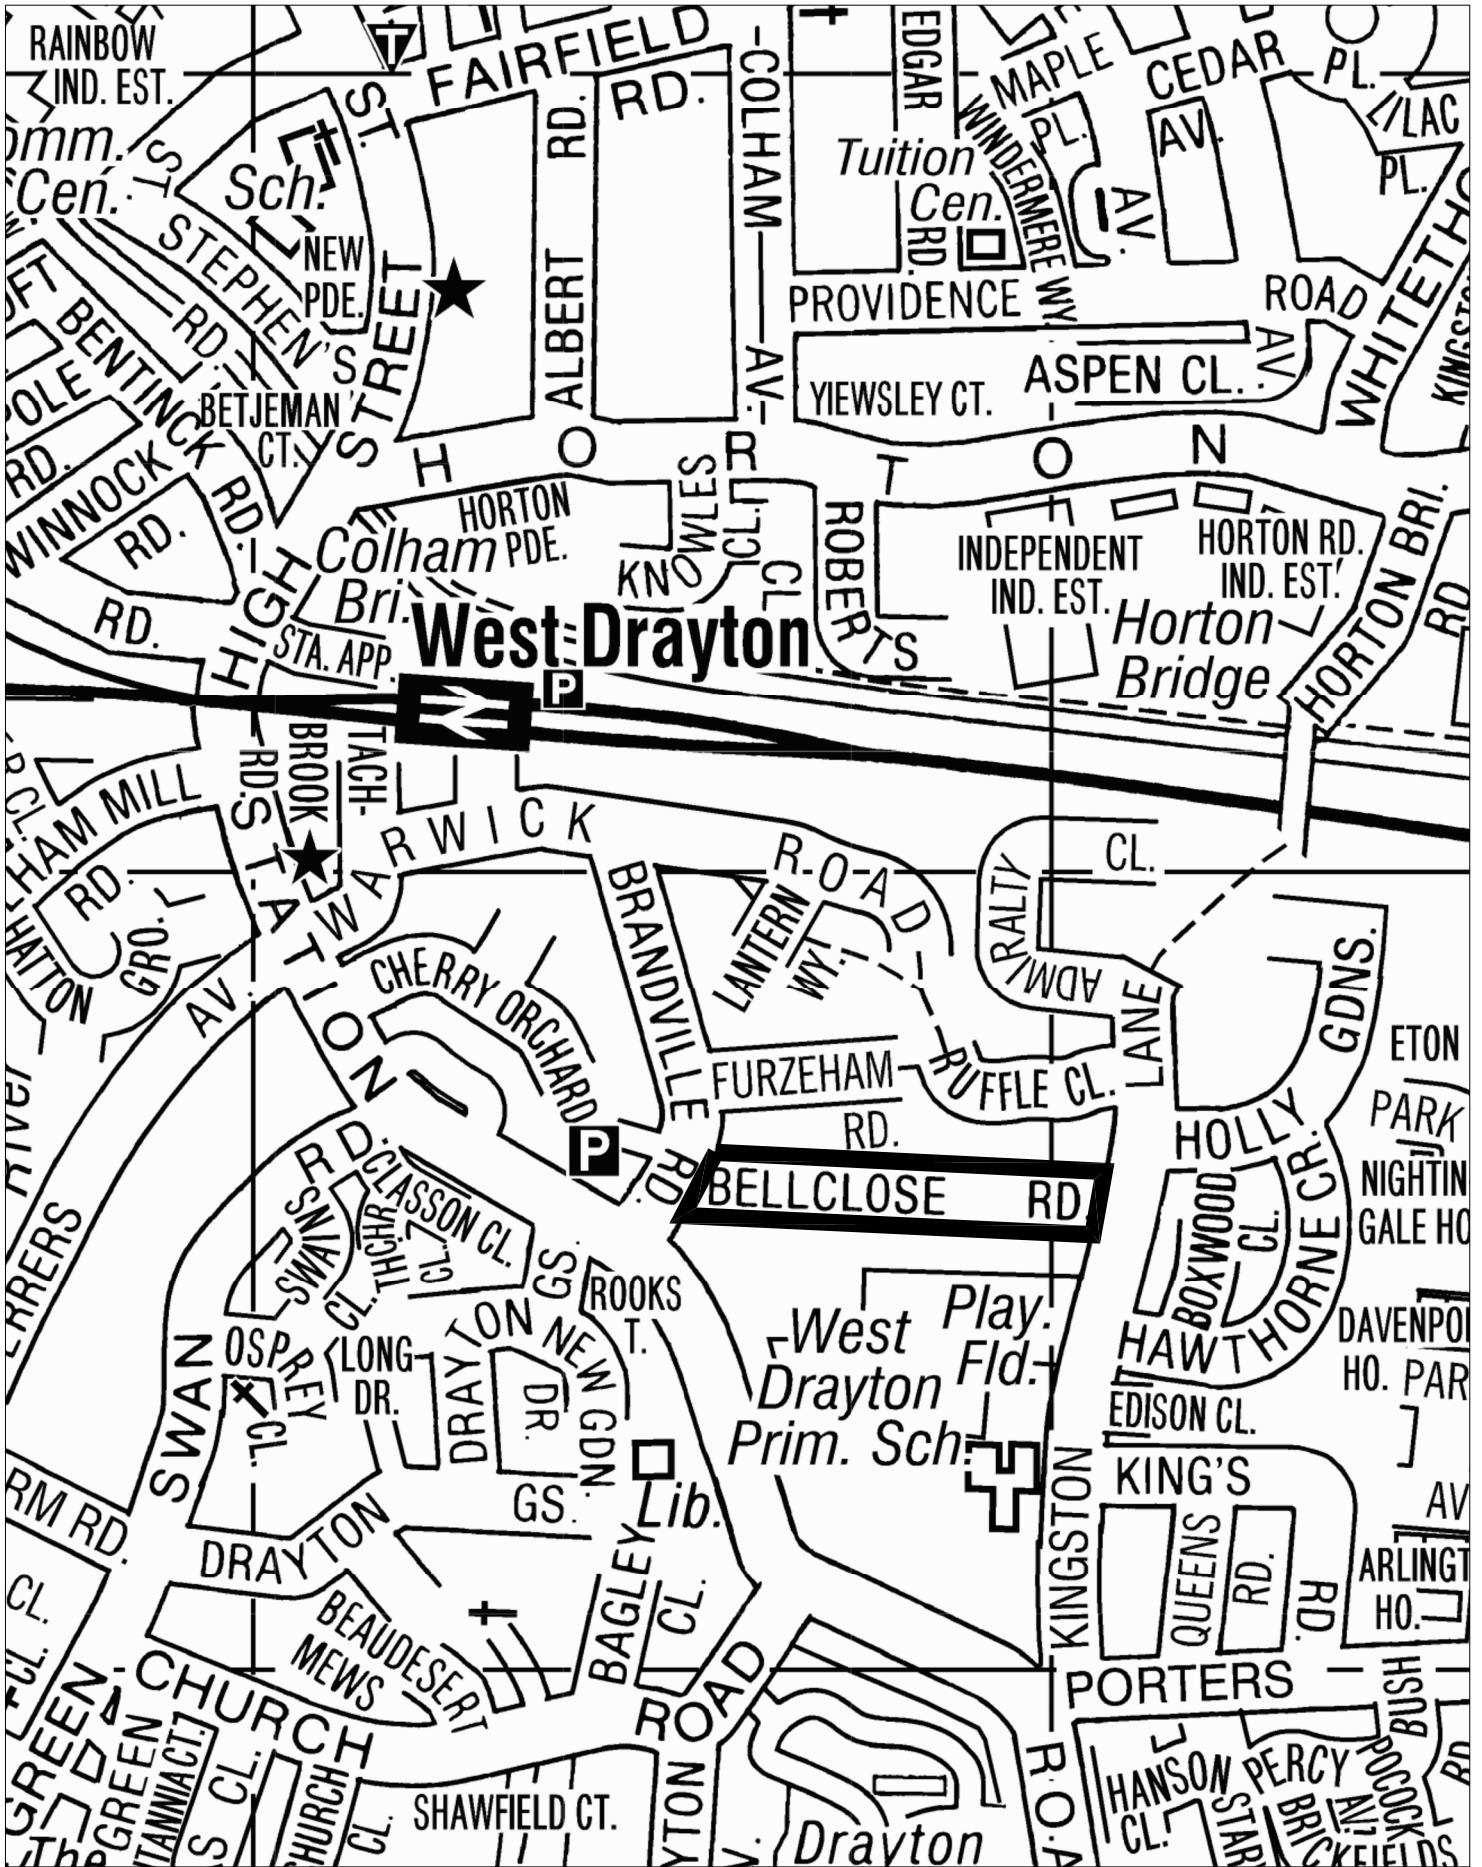 RAINBOW
IND. EST.
FAIRFIELD
RD.
COLHAM
AV.
EDGAR
RD.
MAPLE
PL.
AV.
CEDAR
AV.
PL.
LILAC
PL.
T
ST.
Cen.
ST.
Sch.
Tuition
Cen.
WINDERMERE WY.
STEPHEN'S
RD.
NEW
PDE.
STREET
ALBERT
RD.
PROVIDENCE
ROAD
BENTINCK
RD.
BETJEMAN
CT.
YIEWSLEY CT.
ASPEN CL.
AV.
WINNOCK
RD.
RD.
HORTON
HORTON
PDE.
KNOWLES
CL.
ROBERTS
CL
INDEPENDENT
IND. EST.
HORTON RD.
IND. EST.
HORTON BRI.
Colham
Bri.
HIGH
RD.
STA. APP.
West Drayton
P
Horton
Bridge
RD
BROOK
RD.
TACH-
WARWICK
ROAD
HAM MILL
RD.
HATTON
GRO.
AV.
STATION
RD.
CHERRY ORCHARD
BRANDVILLE
RD.
LANTERN
WY.
ADMIRALTY
CL.
LANE
GDNS.
HOLLY
ETON
PARK
FURZEHAM
RD.
RUFFLE CL.
P
BELLCLOSE RD
NIGHTIN
GALE HO
BOXWOOD
CL.
HAWTHORNE CR.
SWAINS
CL.
THCHR.
CL.
CLASSON CL.
GS
ROOKS
T.
West
Drayton
Prim. Sch.
Play.
Fld.
DAVENPO
HO.
PAR
SWAN
OSPREY
CL.
LONG
DR.
DRAYTON
DR.
NEW GDN
GS.
Lib.
EDISON CL.
KING'S
RD.
QUEENS
RD.
KINGSTON
AV
ARLINGT
HO.
RM RD.
CL.
CL.
DRAYTON
BEAUDESERT
MEWS
BAGLEY
CL.
CHURCH
ROAD
PORTERS
BUSH
GREEN
GREEN
CL.
CHURCH
CL.
SHAWFIELD CT.
Drayton
HANSON
CL.
PERCY
AV.
POCOCK
The